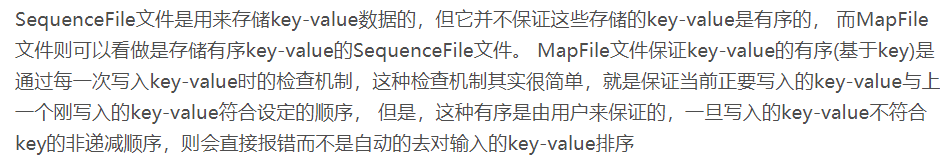 SequenceFile文件是用来存储key-value数据的，但它并不保证这些存储的key-value是有序的， 而MapFile
文件则可以看做是存储有序key-value的SequenceFile文件。 MapFile文件保证key-value的有序(基于key)是
通过每一次写入key-value时的检查机制，这种检查机制其实很简单，就是保证当前正要写入的key-value与上
一个刚写入的key-value符合设定的顺序， 但是，这种有序是由用户来保证的，一旦写入的key-value不符合
key的非递减顺序，则会直接报错而不是自动的去对输入的key-value排序